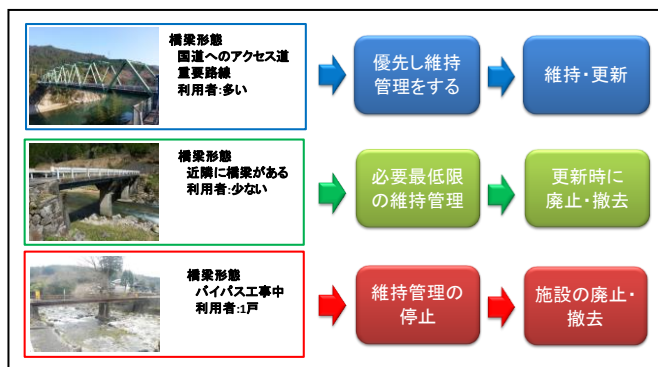 橋梁形態
国道へのアクセス道
重要路線
利用者:多い
優先し維持
管理をする
維持・更新
橋梁形態
近隣に橋梁がある
利用者:少ない
必要最低限
の維持管理
更新時に
廃止・撤去
橋梁形態
バイパス工事中
利用者:1戸
維持管理の
停止
施設の廃止・
撤去